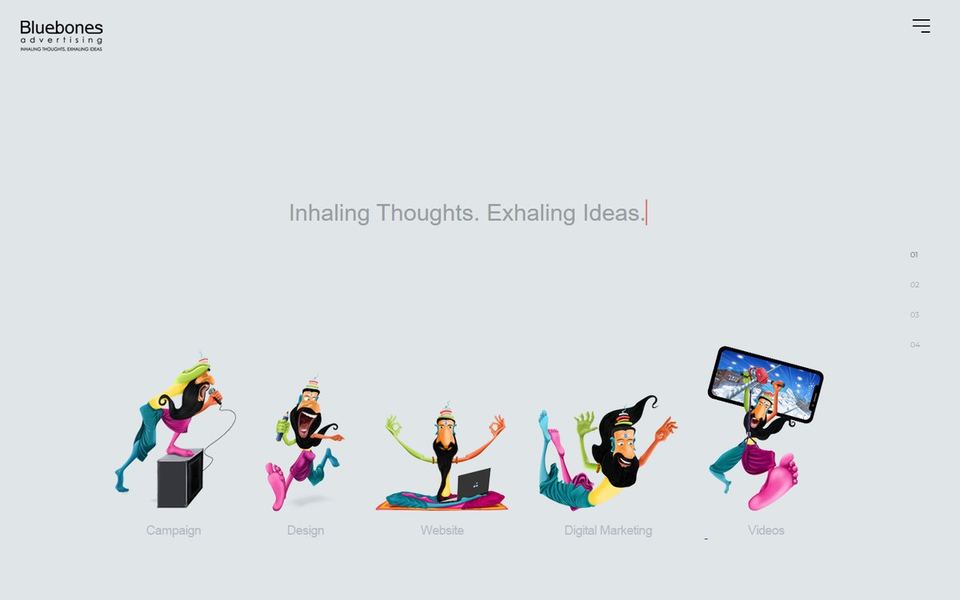 Bluebones
advertising
INHALING THOUGHTS, EXHALING IDEAS
Inhaling Thoughts. Exhaling Ideas.
01
02
03
04
Campaign
Design
Website
Digital Marketing
Videos